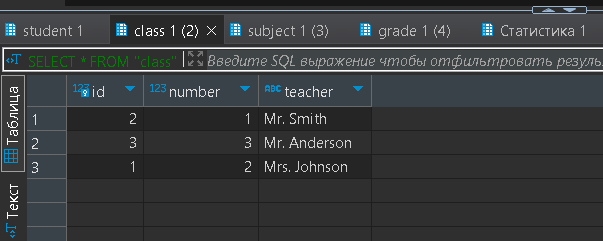 student 1 class 1 (2) subject 1 (3) grade 1 (4) Статистика 1
SELECT * FROM "class" Введите SQL выражение чтобы отфильтровать резуль
123 id 123 number ABC teacher
1 2 1 Mr. Smith
2 3 3 Mr. Anderson
3 1 2 Mrs. Johnson
Таблица
Текст